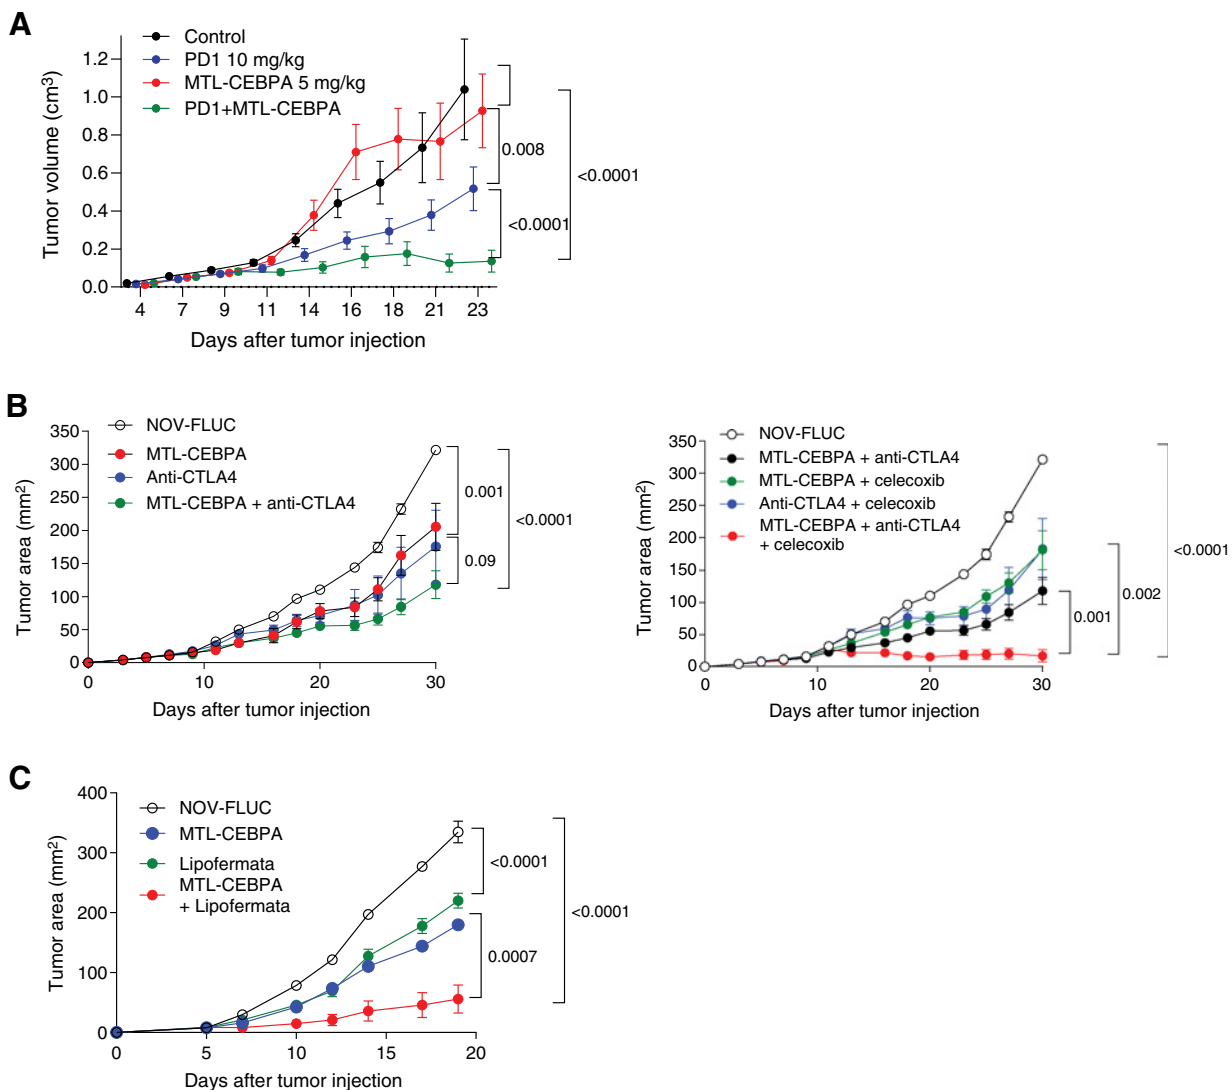 A
Control
PD1 10 mg/kg
MTL-CEBPA 5 mg/kg
PD1+MTL-CEBPA
Tumor volume (cm3)
1.2
1.0
0.8
0.6
0.4
0.2
0.0
0.008
<0.0001
<0.0001
4 7 9 11 14 16 18 21 23
Days after tumor injection
B
NOV-FLUC
MTL-CEBPA
Anti-CTLA4
MTL-CEBPA + anti-CTLA4
Tumor area (mm2)
350
300
250
200
150
100
50
0
0.001
<0.0001
0.09
0 10 20 30
Days after tumor injection
NOV-FLUC
MTL-CEBPA + anti-CTLA4
MTL-CEBPA + celecoxib
Anti-CTLA4 + celecoxib
MTL-CEBPA + anti-CTLA4
+ celecoxib
Tumor area (mm2)
350
300
250
200
150
100
50
0
<0.0001
0.002
0.001
0 10 20 30
Days after tumor injection
C
NOV-FLUC
MTL-CEBPA
Lipofermata
MTL-CEBPA
+ Lipofermata
Tumor area (mm2)
400
300
200
100
0
<0.0001
<0.0001
0.0007
0 5 10 15 20
Days after tumor injection